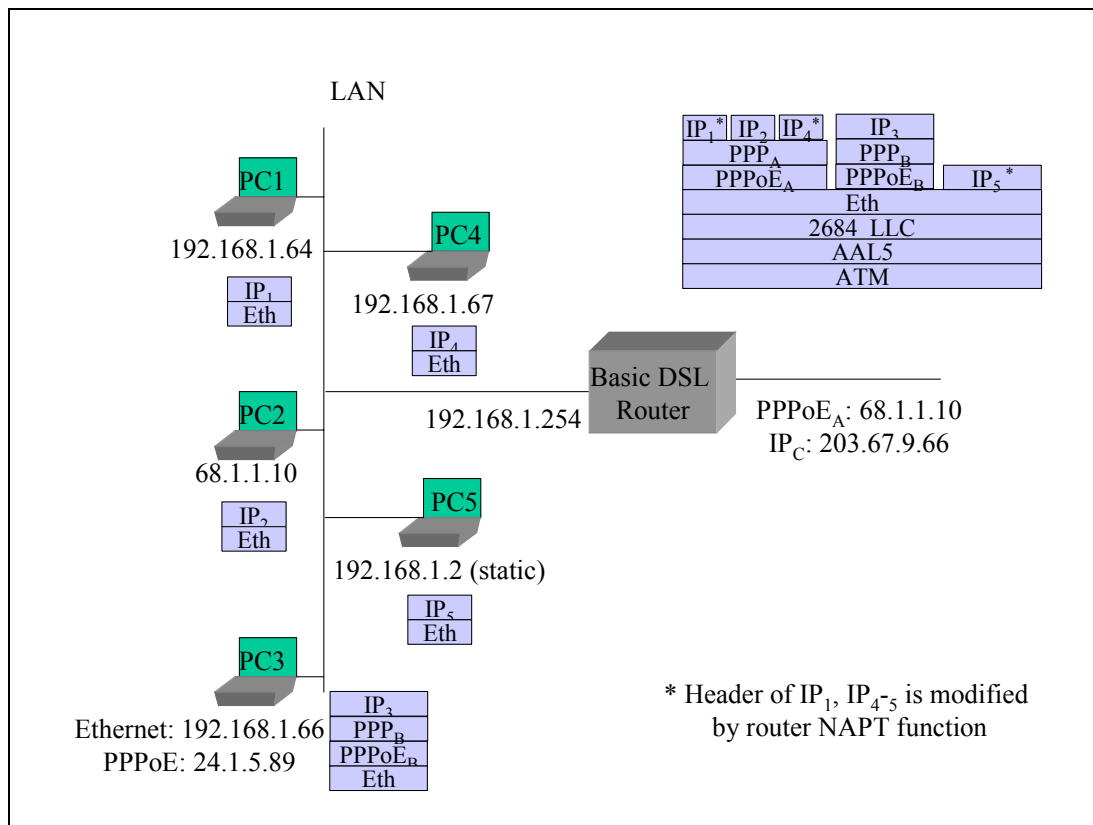 LAN
PC1
192.168.1.64
IP1
Eth
PC4
192.168.1.67
IP4
Eth
PC2
68.1.1.10
IP2
Eth
PC5
192.168.1.2 (static)
IP5
Eth
PC3
Ethernet: 192.168.1.66
PPPoE: 24.1.5.89
IP3
PPPB
PPPoEB
Eth
192.168.1.254
Basic DSL
Router
PPPoEA: 68.1.1.10
IPC: 203.67.9.66
IP1* IP2 IP4* IP3
PPPA PPPB
PPPoEA PPPoEB IP5*
Eth
2684 LLC
AAL5
ATM
* Header of IP1, IP4-5 is modified
by router NAPT function